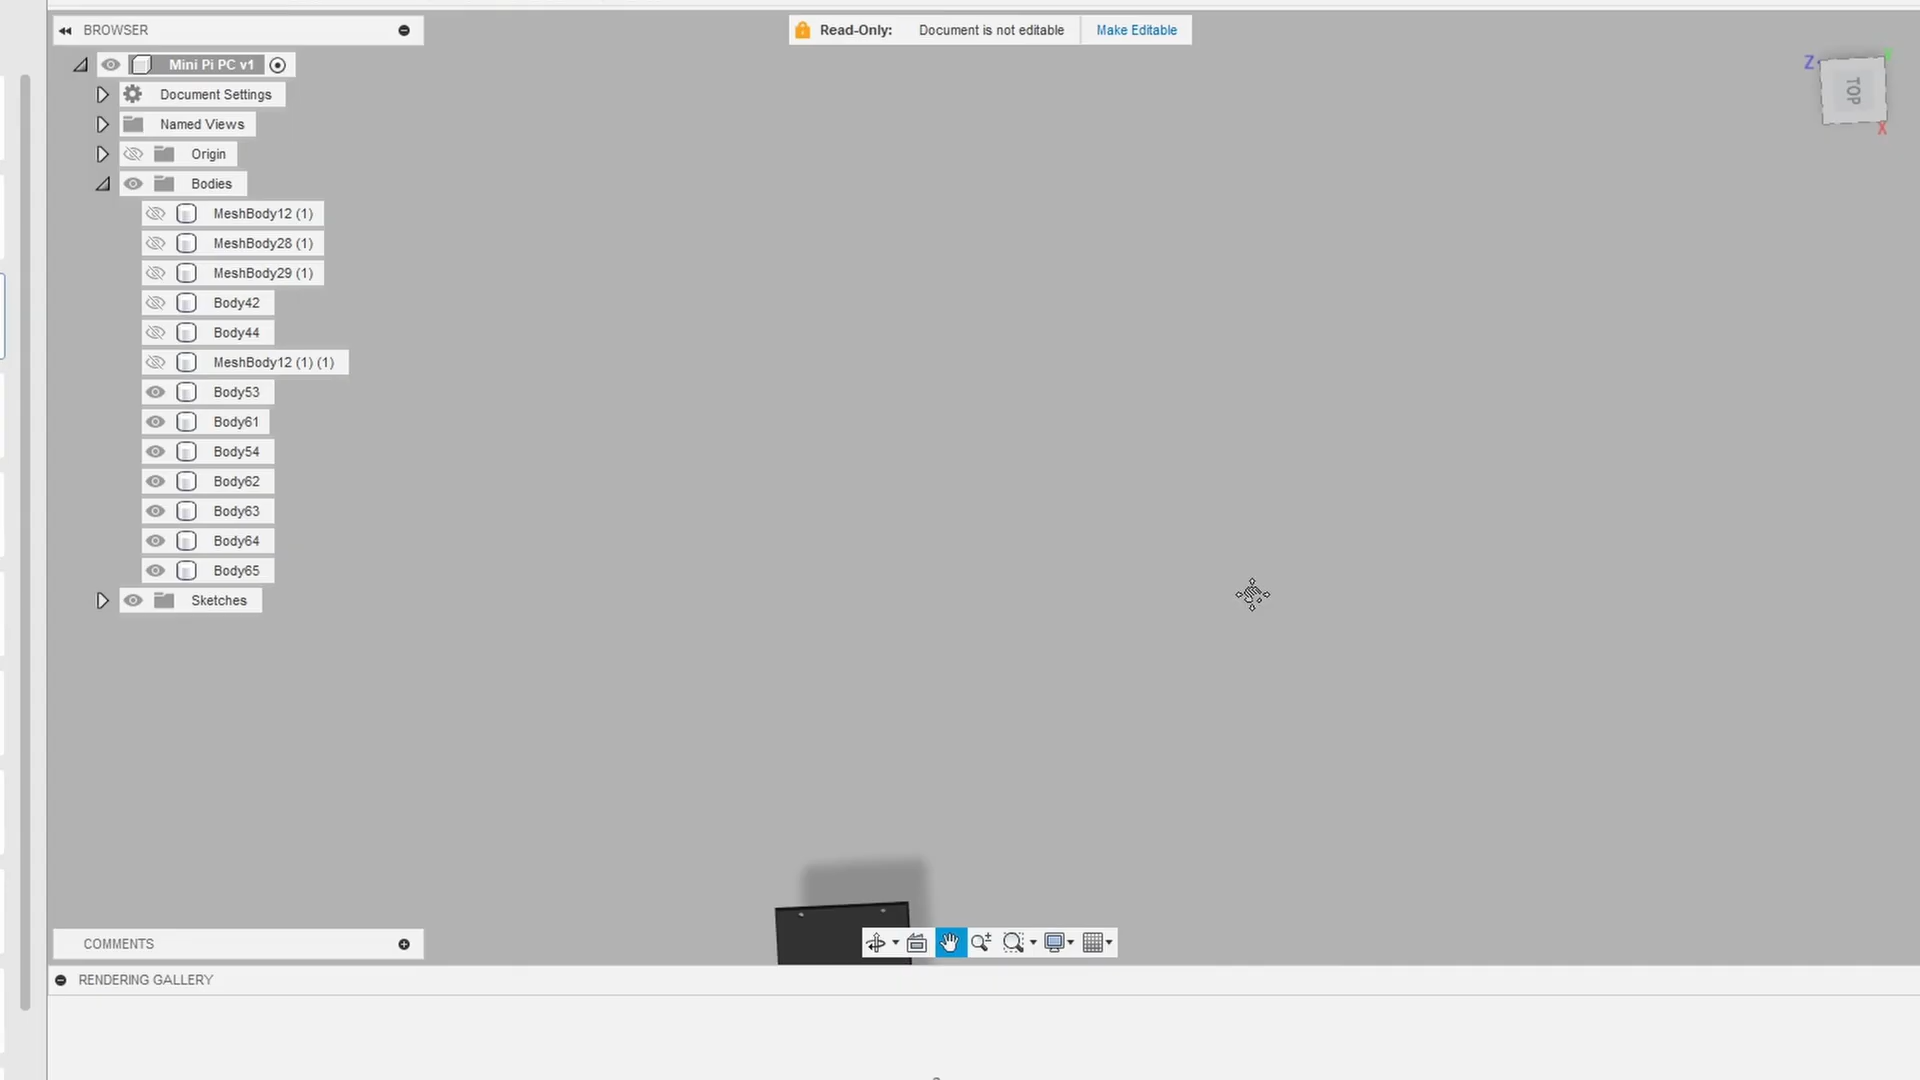 BROWSER
Read-Only: Document is not editable Make Editable
Mini Pi PC v1
Document Settings
Named Views
Origin
Bodies
MeshBody12 (1)
MeshBody28 (1)
MeshBody29 (1)
Body42
Body44
MeshBody12 (1) (1)
Body53
Body61
Body54
Body62
Body63
Body64
Body65
Sketches
Z
Y
TOP
X
COMMENTS
RENDERING GALLERY